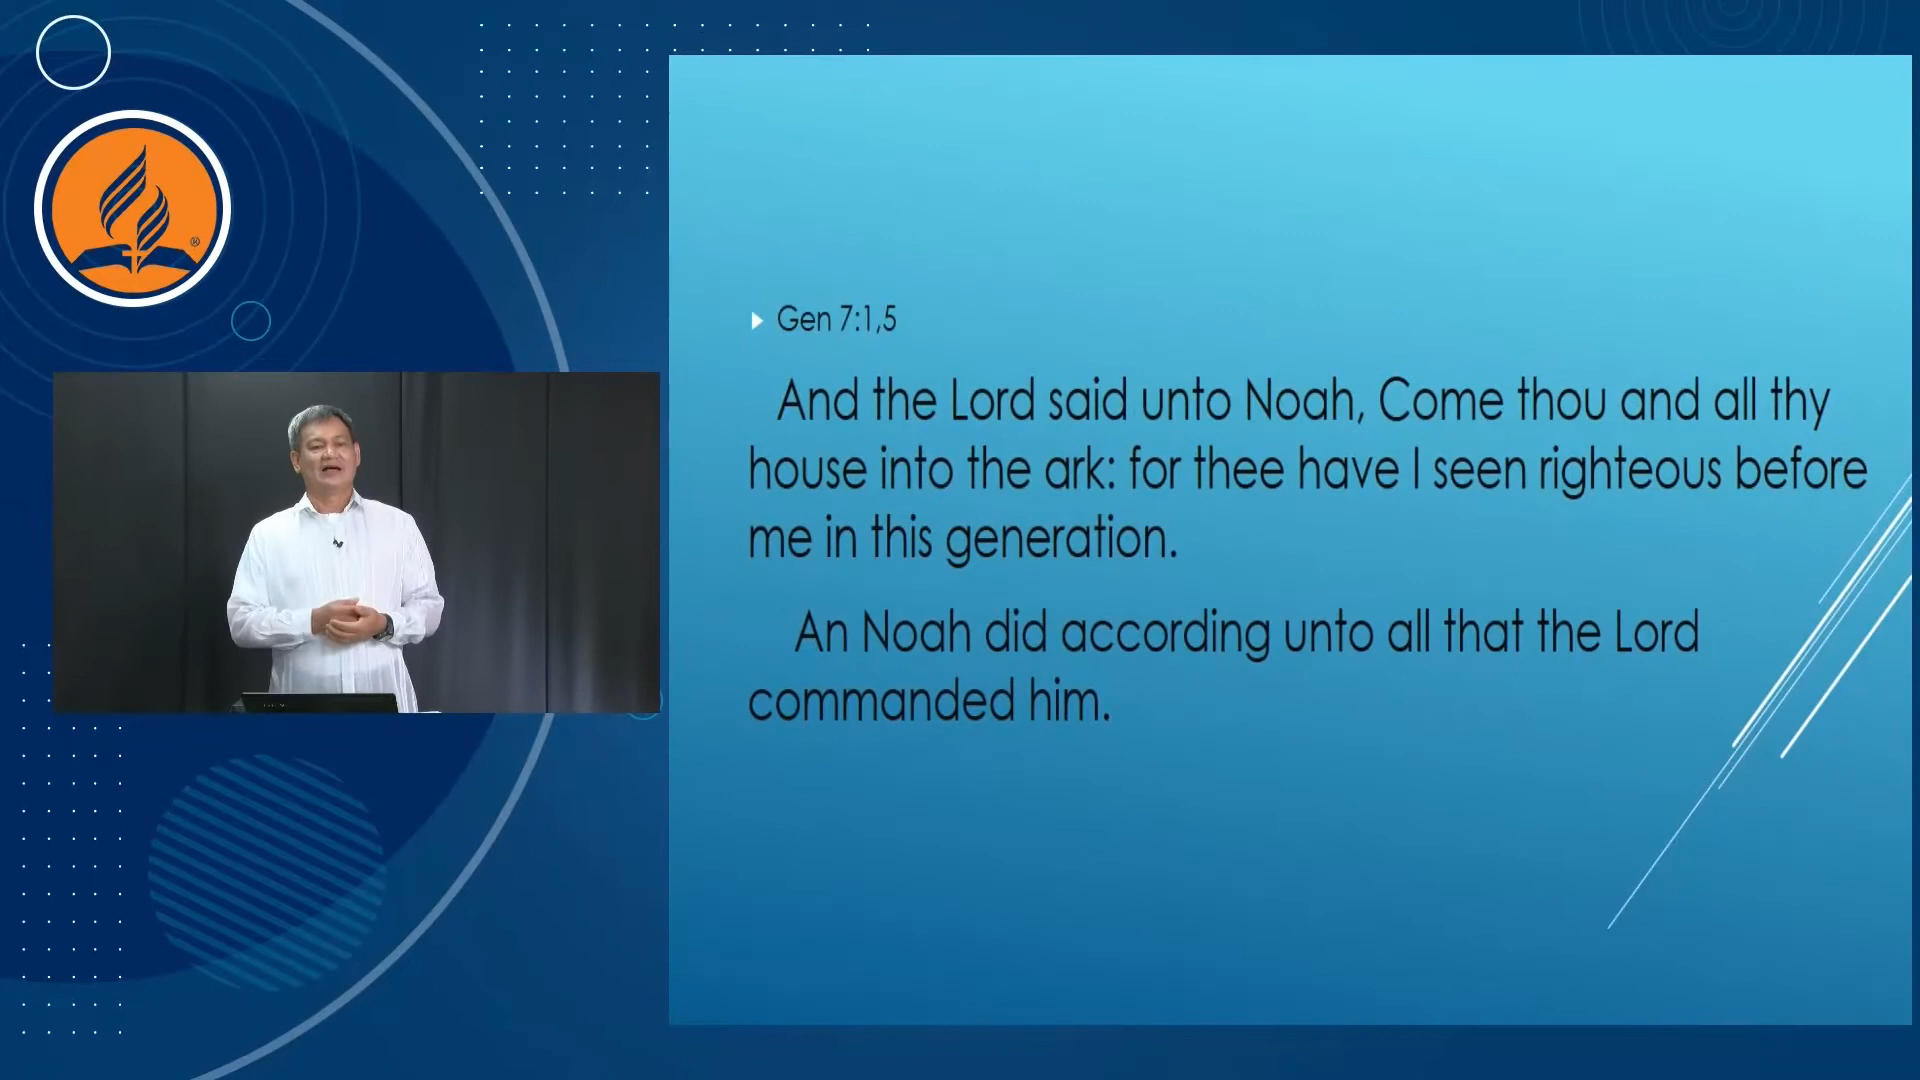 ®
Gen 7:1,5
And the Lord said unto Noah, Come thou and all thy
house into the ark: for thee have I seen righteous before
me in this generation.
An Noah did according unto all that the Lord
commanded him.